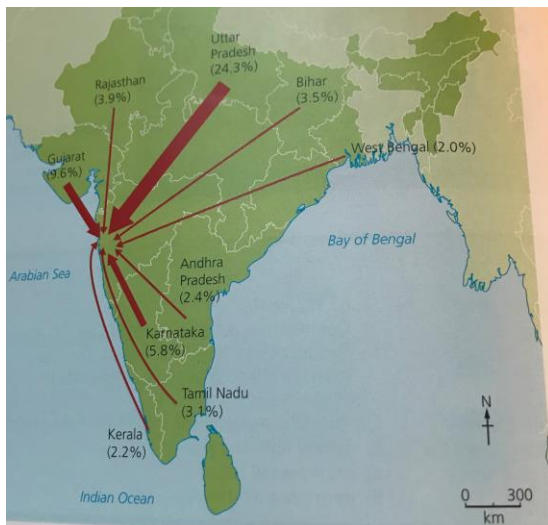 Uttar
Pradesh
(24.3%)
Rajasthan
(3.9%)
Bihar
(3.5%)
Gujarat
(9.6%)
West Bengal (2.0%)
Bay of Bengal
Arabian Sea
Andhra
Pradesh
(2.4%)
Karnataka
(5.8%)
Tamil Nadu
(3.1%)
Kerala
(2.2%)
N
Indian Ocean
0 300
km